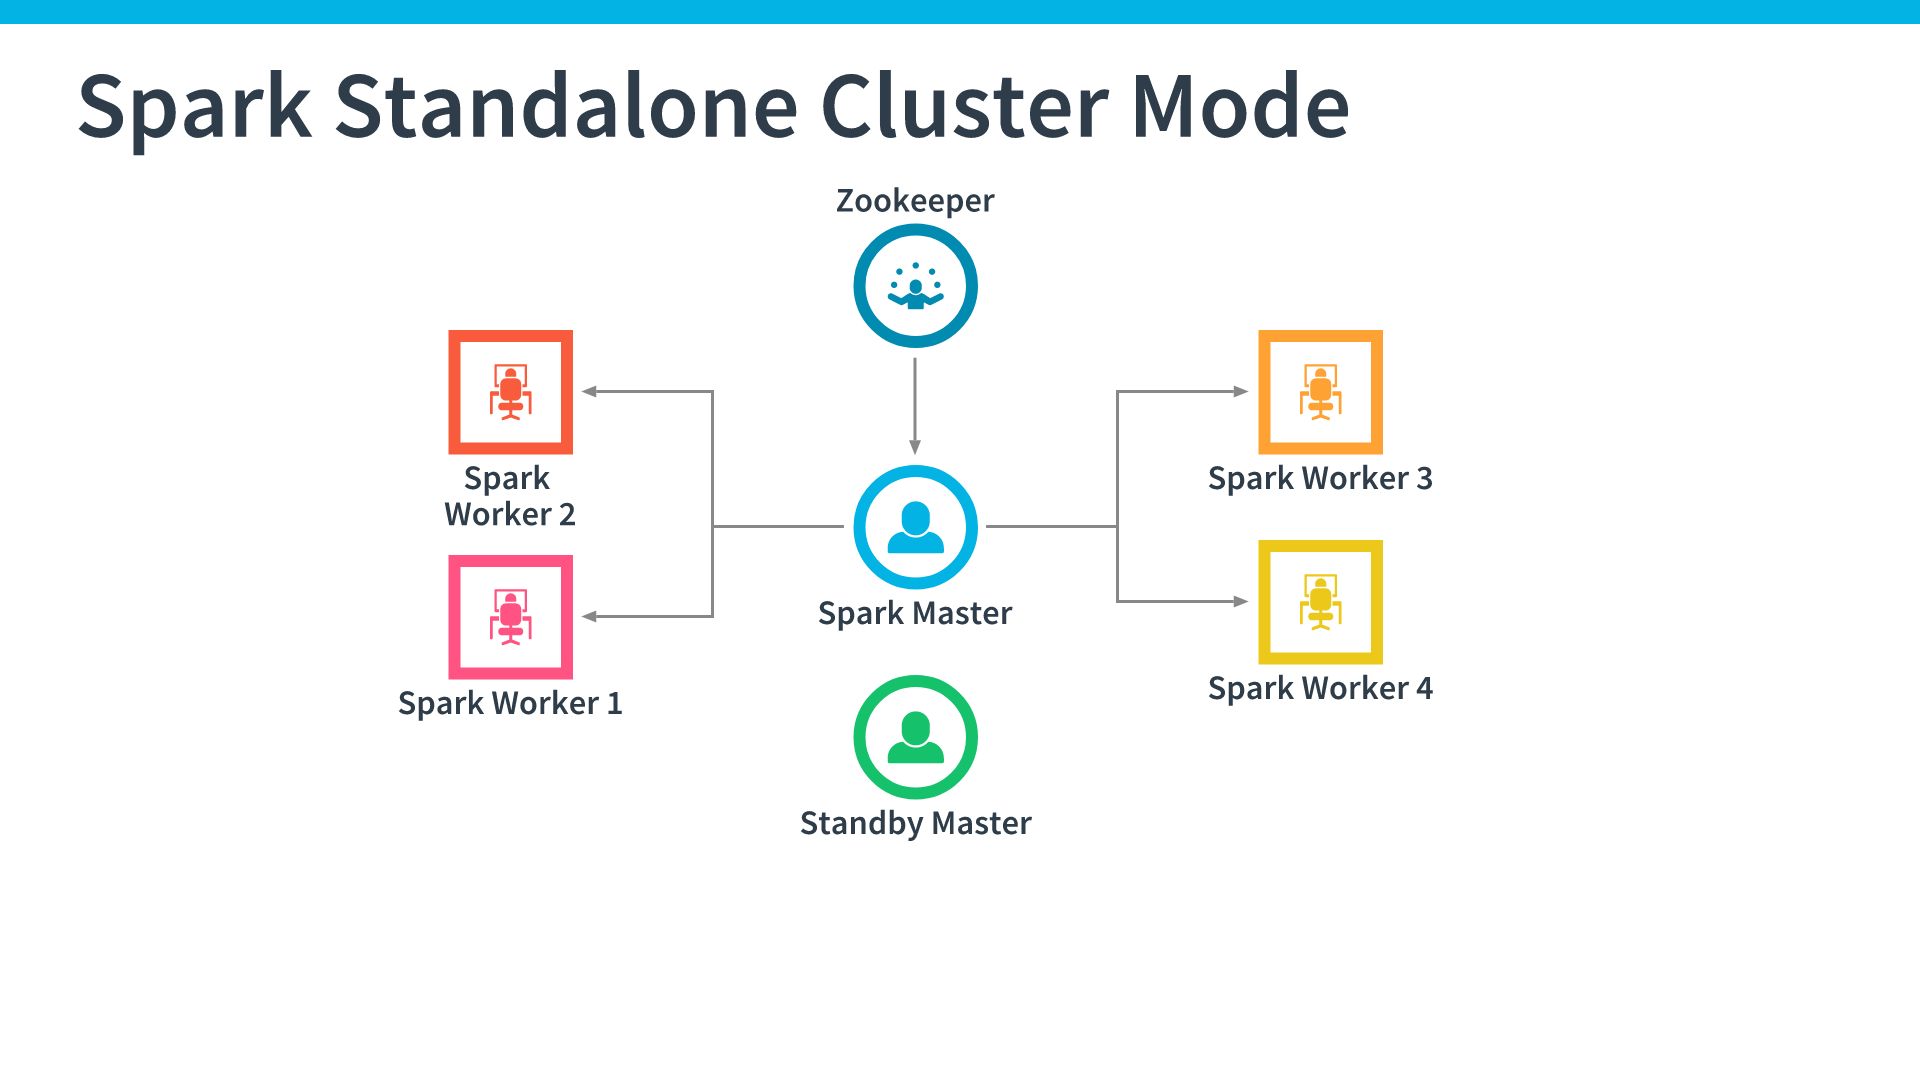 Spark Standalone Cluster Mode
Zookeeper
Spark
Worker 2
Spark Worker 3
Spark Master
Spark Worker 1
Spark Worker 4
Standby Master